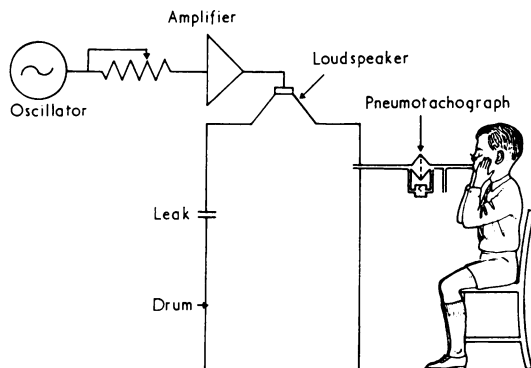 Amplifier
Loudspeaker
Oscillator
Pneumotachograph
Leak
Drum